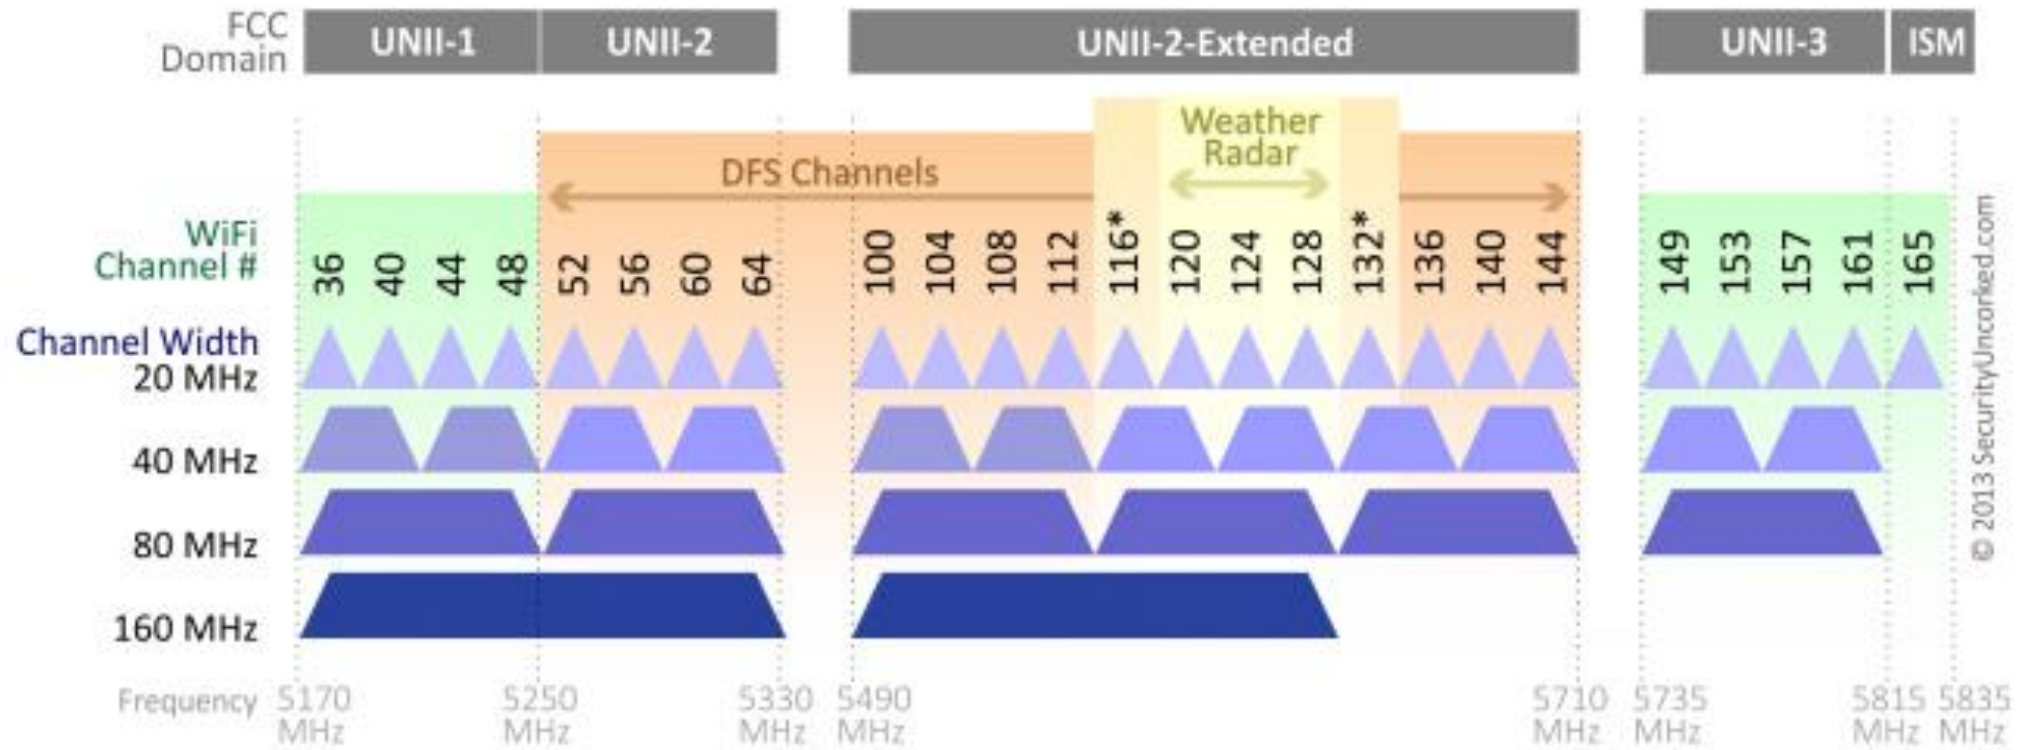 FCC
Domain
UNII-1
UNII-2
UNII-2-Extended
UNII-3
ISM
Weather
Radar
DFS Channels
WiFi
Channel #
36
40
44
48
52
56
60
64
100
104
108
112
116*
120
124
128
132*
136
140
144
149
153
157
161
165
Channel Width
20 MHz
40 MHz
80 MHz
160 MHz
Frequency
5170
MHz
5250
MHz
5330
MHz
5490
MHz
5710
MHz
5735
MHz
5815
MHz
5835
MHz
© 2013 SecurityUncorked.com